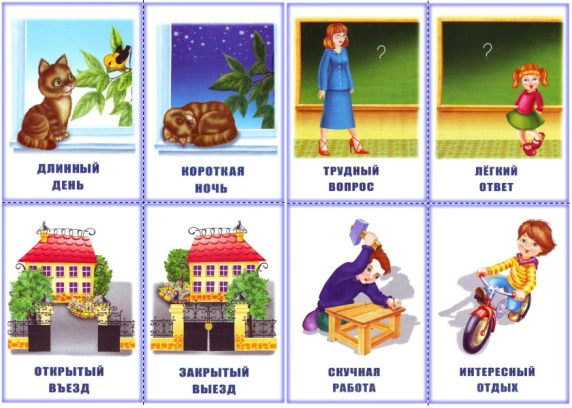 ДЛИННЫЙ
ДЕНЬ
КОРОТКАЯ
НОЧЬ
?
ТРУДНЫЙ
ВОПРОС
?
ЛЁГКИЙ
ОТВЕТ
ОТКРЫТЫЙ
ВЪЕЗД
ЗАКРЫТЫЙ
ВЫЕЗД
СКУЧНАЯ
РАБОТА
ИНТЕРЕСНЫЙ
ОТДЫХ